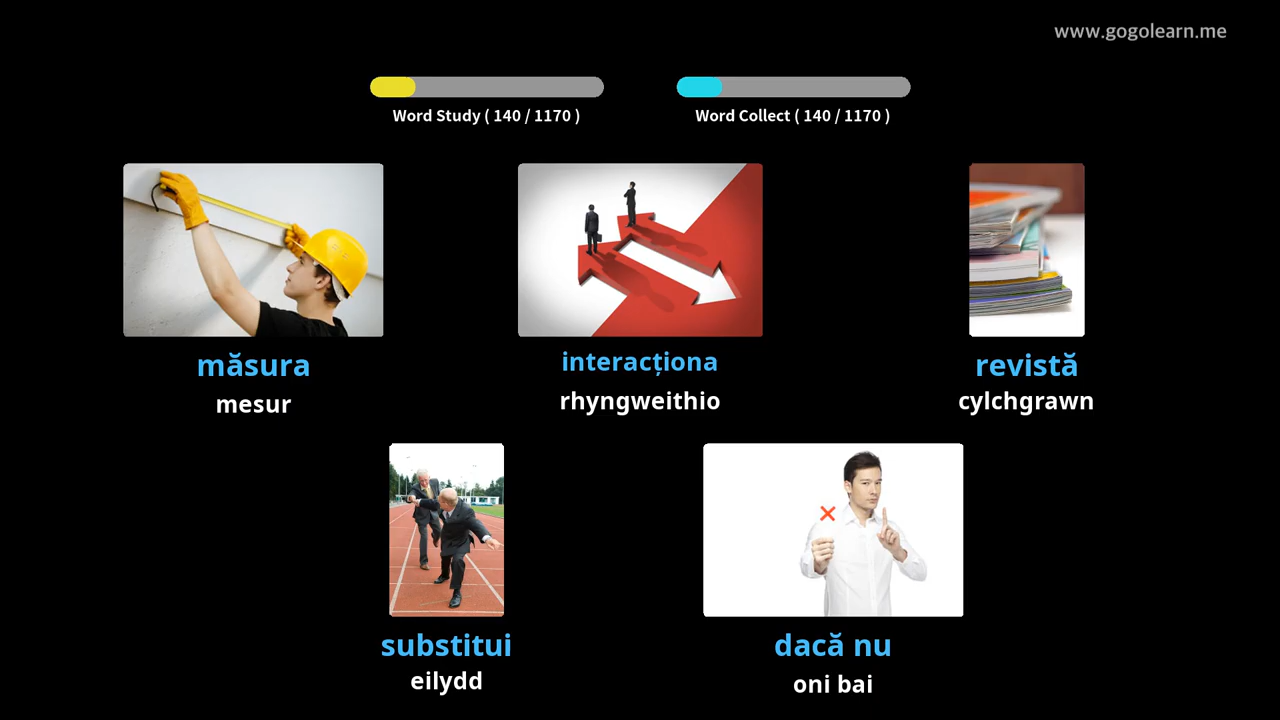 www.gogolearn.me
Word Study ( 140 / 1170 )
Word Collect ( 140 / 1170 )
măsura
mesur
interacționa
rhyngweithio
revistă
cylchgrawn
substitui
eilydd
dacă nu
oni bai